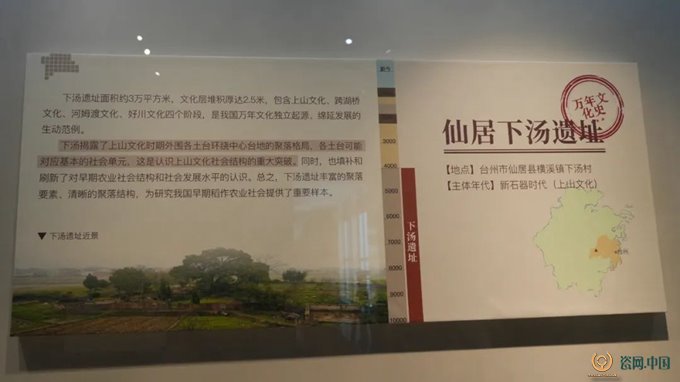 下汤遗址面积约3万平方米，文化层堆积厚达2.5米，包含上山文化、跨湖桥
文化、河姆渡文化、好川文化四个阶段，是我国万年文化独立起源、绵延发展的
生动范例。
下汤揭露了上山文化时期外围各土台环绕中心台地的聚落格局，各土台可能
对应基本的社会单元，这是认识上山文化社会结构的重大突破。同时，也填补和
刷新了对早期农业社会结构和社会发展水平的认识。总之，下汤遗址丰富的聚落
要素、清晰的聚落结构，为研究我国早期稻作农业社会提供了重要样本。
▼ 下汤遗址近景
距今
3000
4000
5000
6000
7000
8000
9000
10000
下汤遗址
万年文化史
仙居下汤遗址
【地点】台州市仙居县横溪镇下汤村
【主体年代】新石器时代（上山文化）
台州
瓷网.中国